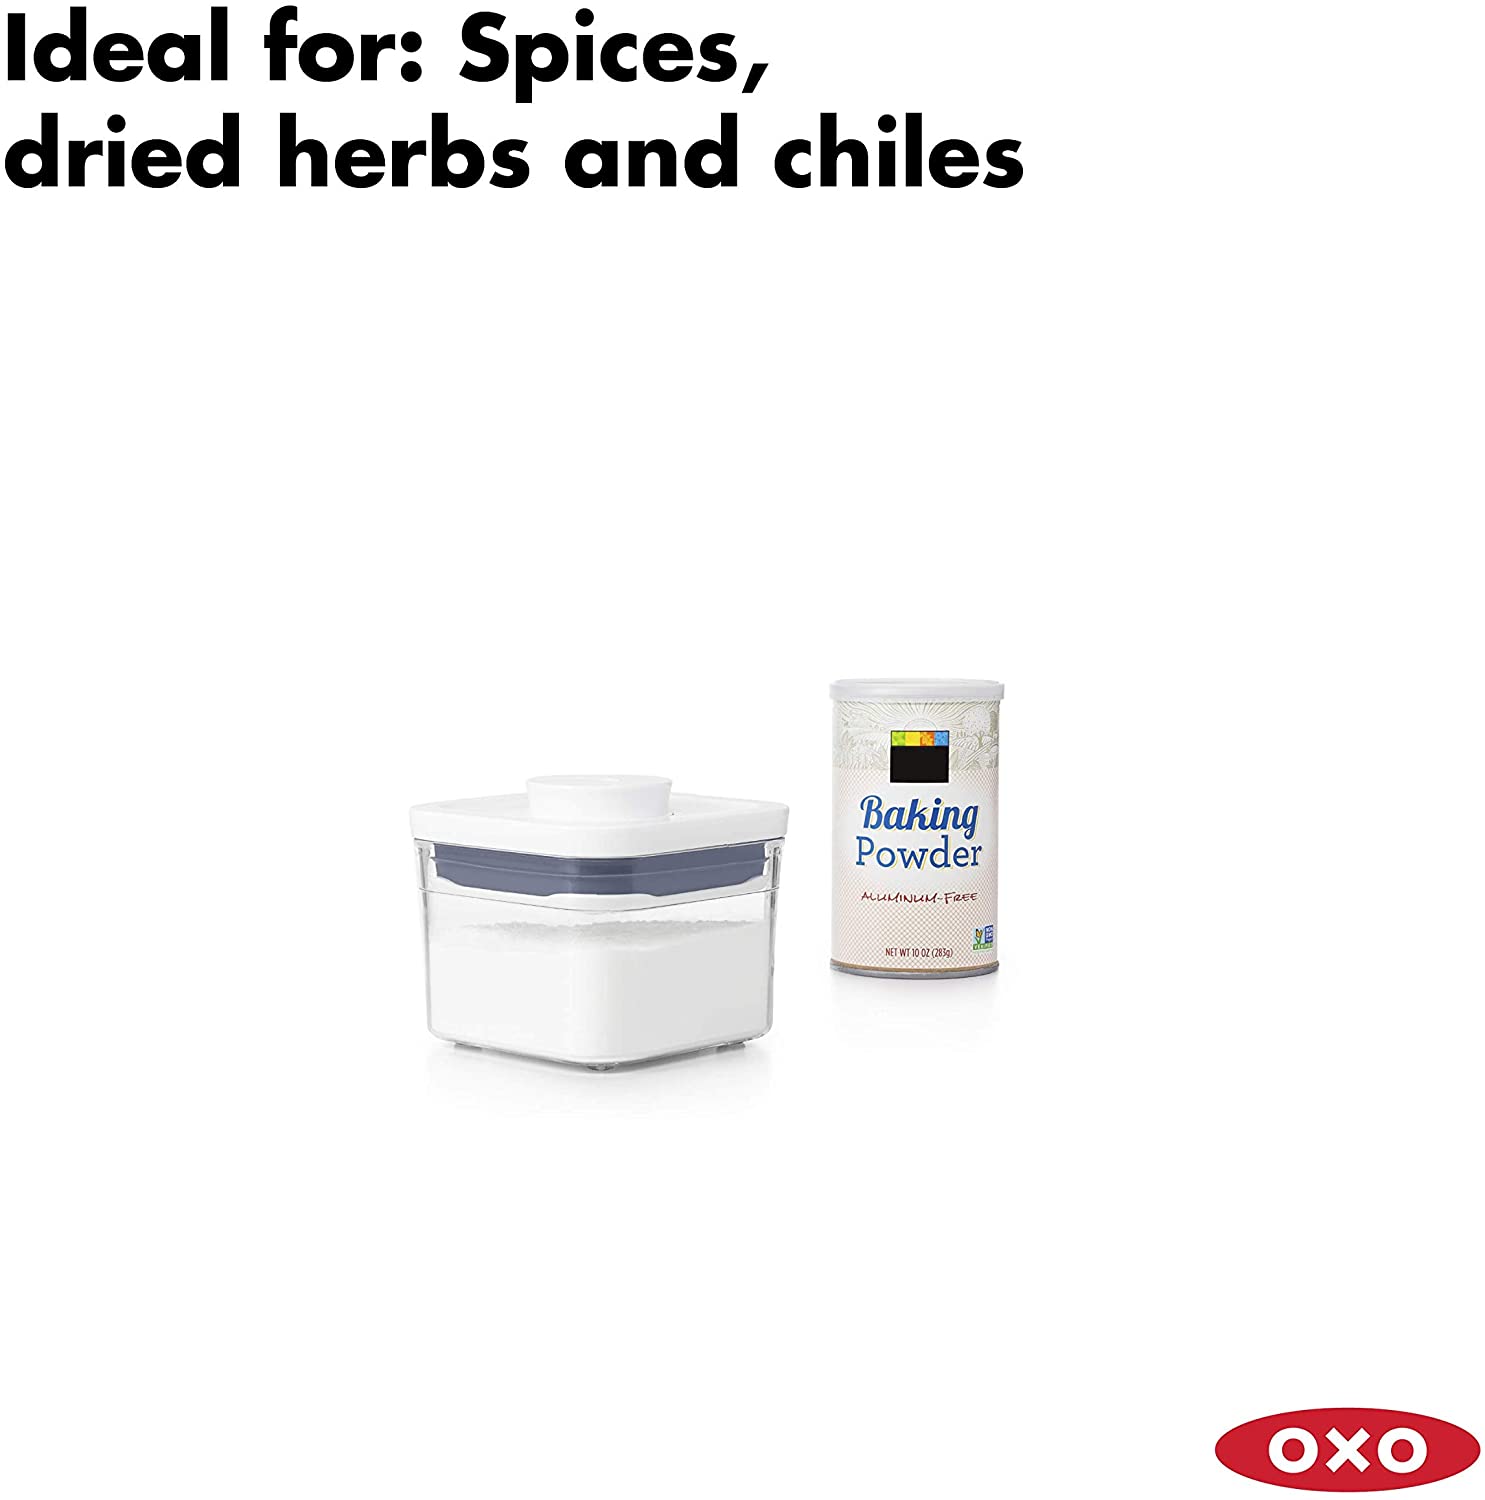 Ideal for: Spices,
dried herbs and chiles
Baking
Powder
ALUMINUM-FREE
NET WT 10 OZ (283g)
OXO